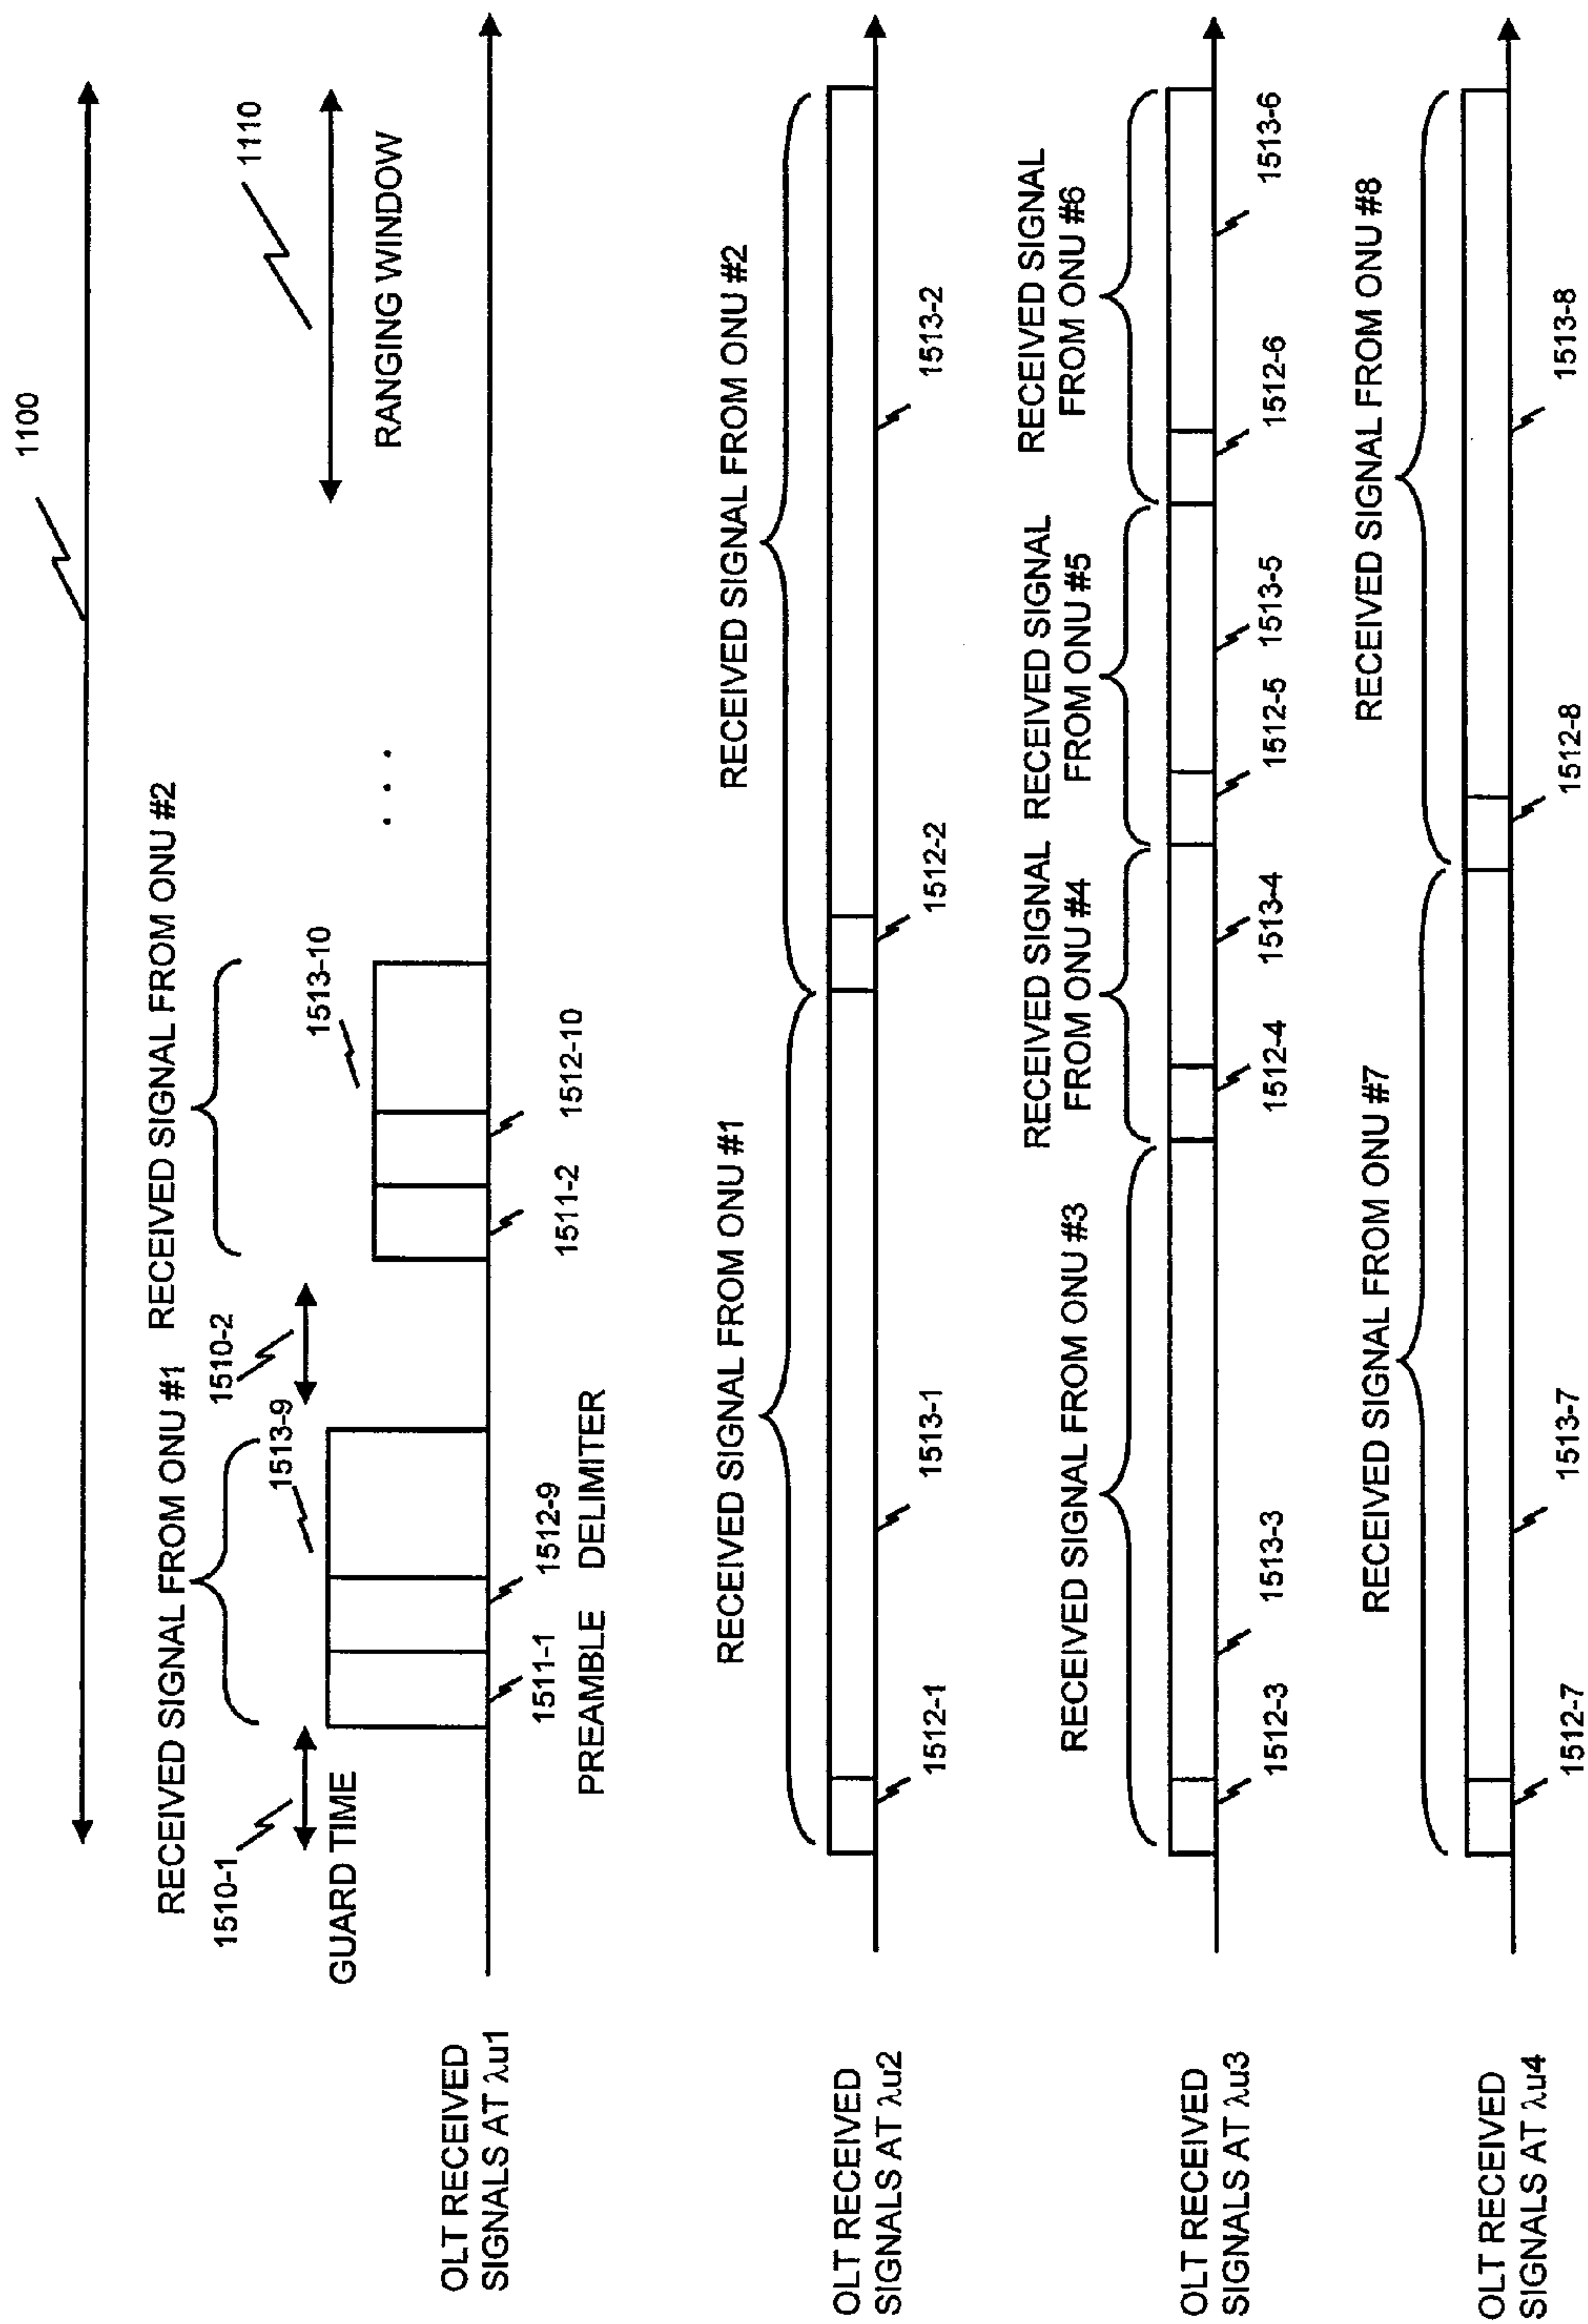 1100
RECEIVED SIGNAL FROM ONU #1
RECEIVED SIGNAL FROM ONU #2
1510-1
1513-9
1510-2
1513-10
1110
GUARD TIME
RANGING WINDOW
. . .
OLT RECEIVED
SIGNALS AT λu1
1511-1
1512-9
1511-2
1512-10
PREAMBLE
DELIMITER
RECEIVED SIGNAL FROM ONU #1
RECEIVED SIGNAL FROM ONU #2
OLT RECEIVED
SIGNALS AT λu2
1512-1
1513-1
1512-2
1513-2
RECEIVED SIGNAL FROM ONU #3
RECEIVED SIGNAL
FROM ONU #4
RECEIVED SIGNAL
FROM ONU #5
RECEIVED SIGNAL
FROM ONU #6
OLT RECEIVED
SIGNALS AT λu3
1512-3
1513-3
1512-4
1513-4
1512-5
1513-5
1512-6
1513-6
RECEIVED SIGNAL FROM ONU #7
RECEIVED SIGNAL FROM ONU #8
OLT RECEIVED
SIGNALS AT λu4
1512-7
1513-7
1512-8
1513-8